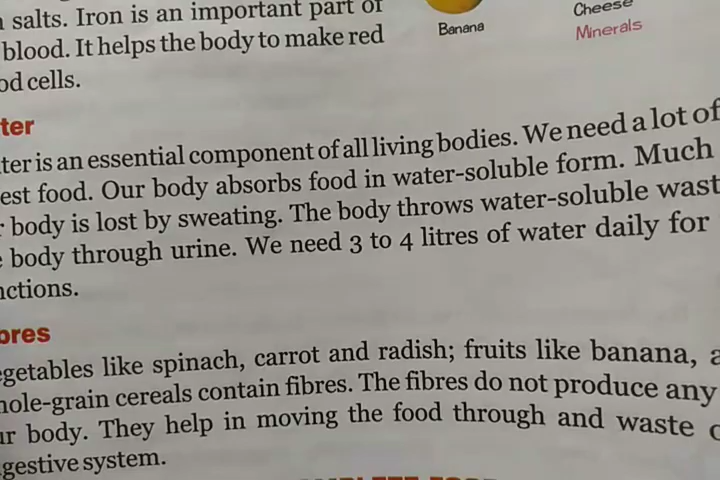 salts. Iron is an important part of
blood. It helps the body to make red
cells.
Banana
Cheese
Minerals
ter
ter is an essential component of all living bodies. We need a lot of
est food. Our body absorbs food in water-soluble form. Much
body is lost by sweating. The body throws water-soluble wast
body through urine. We need 3 to 4 litres of water daily for
nctions.
bres
getables like spinach, carrot and radish; fruits like banana, a
hole-grain cereals contain fibres. The fibres do not produce any
ur body. They help in moving the food through and waste o
gestive system.